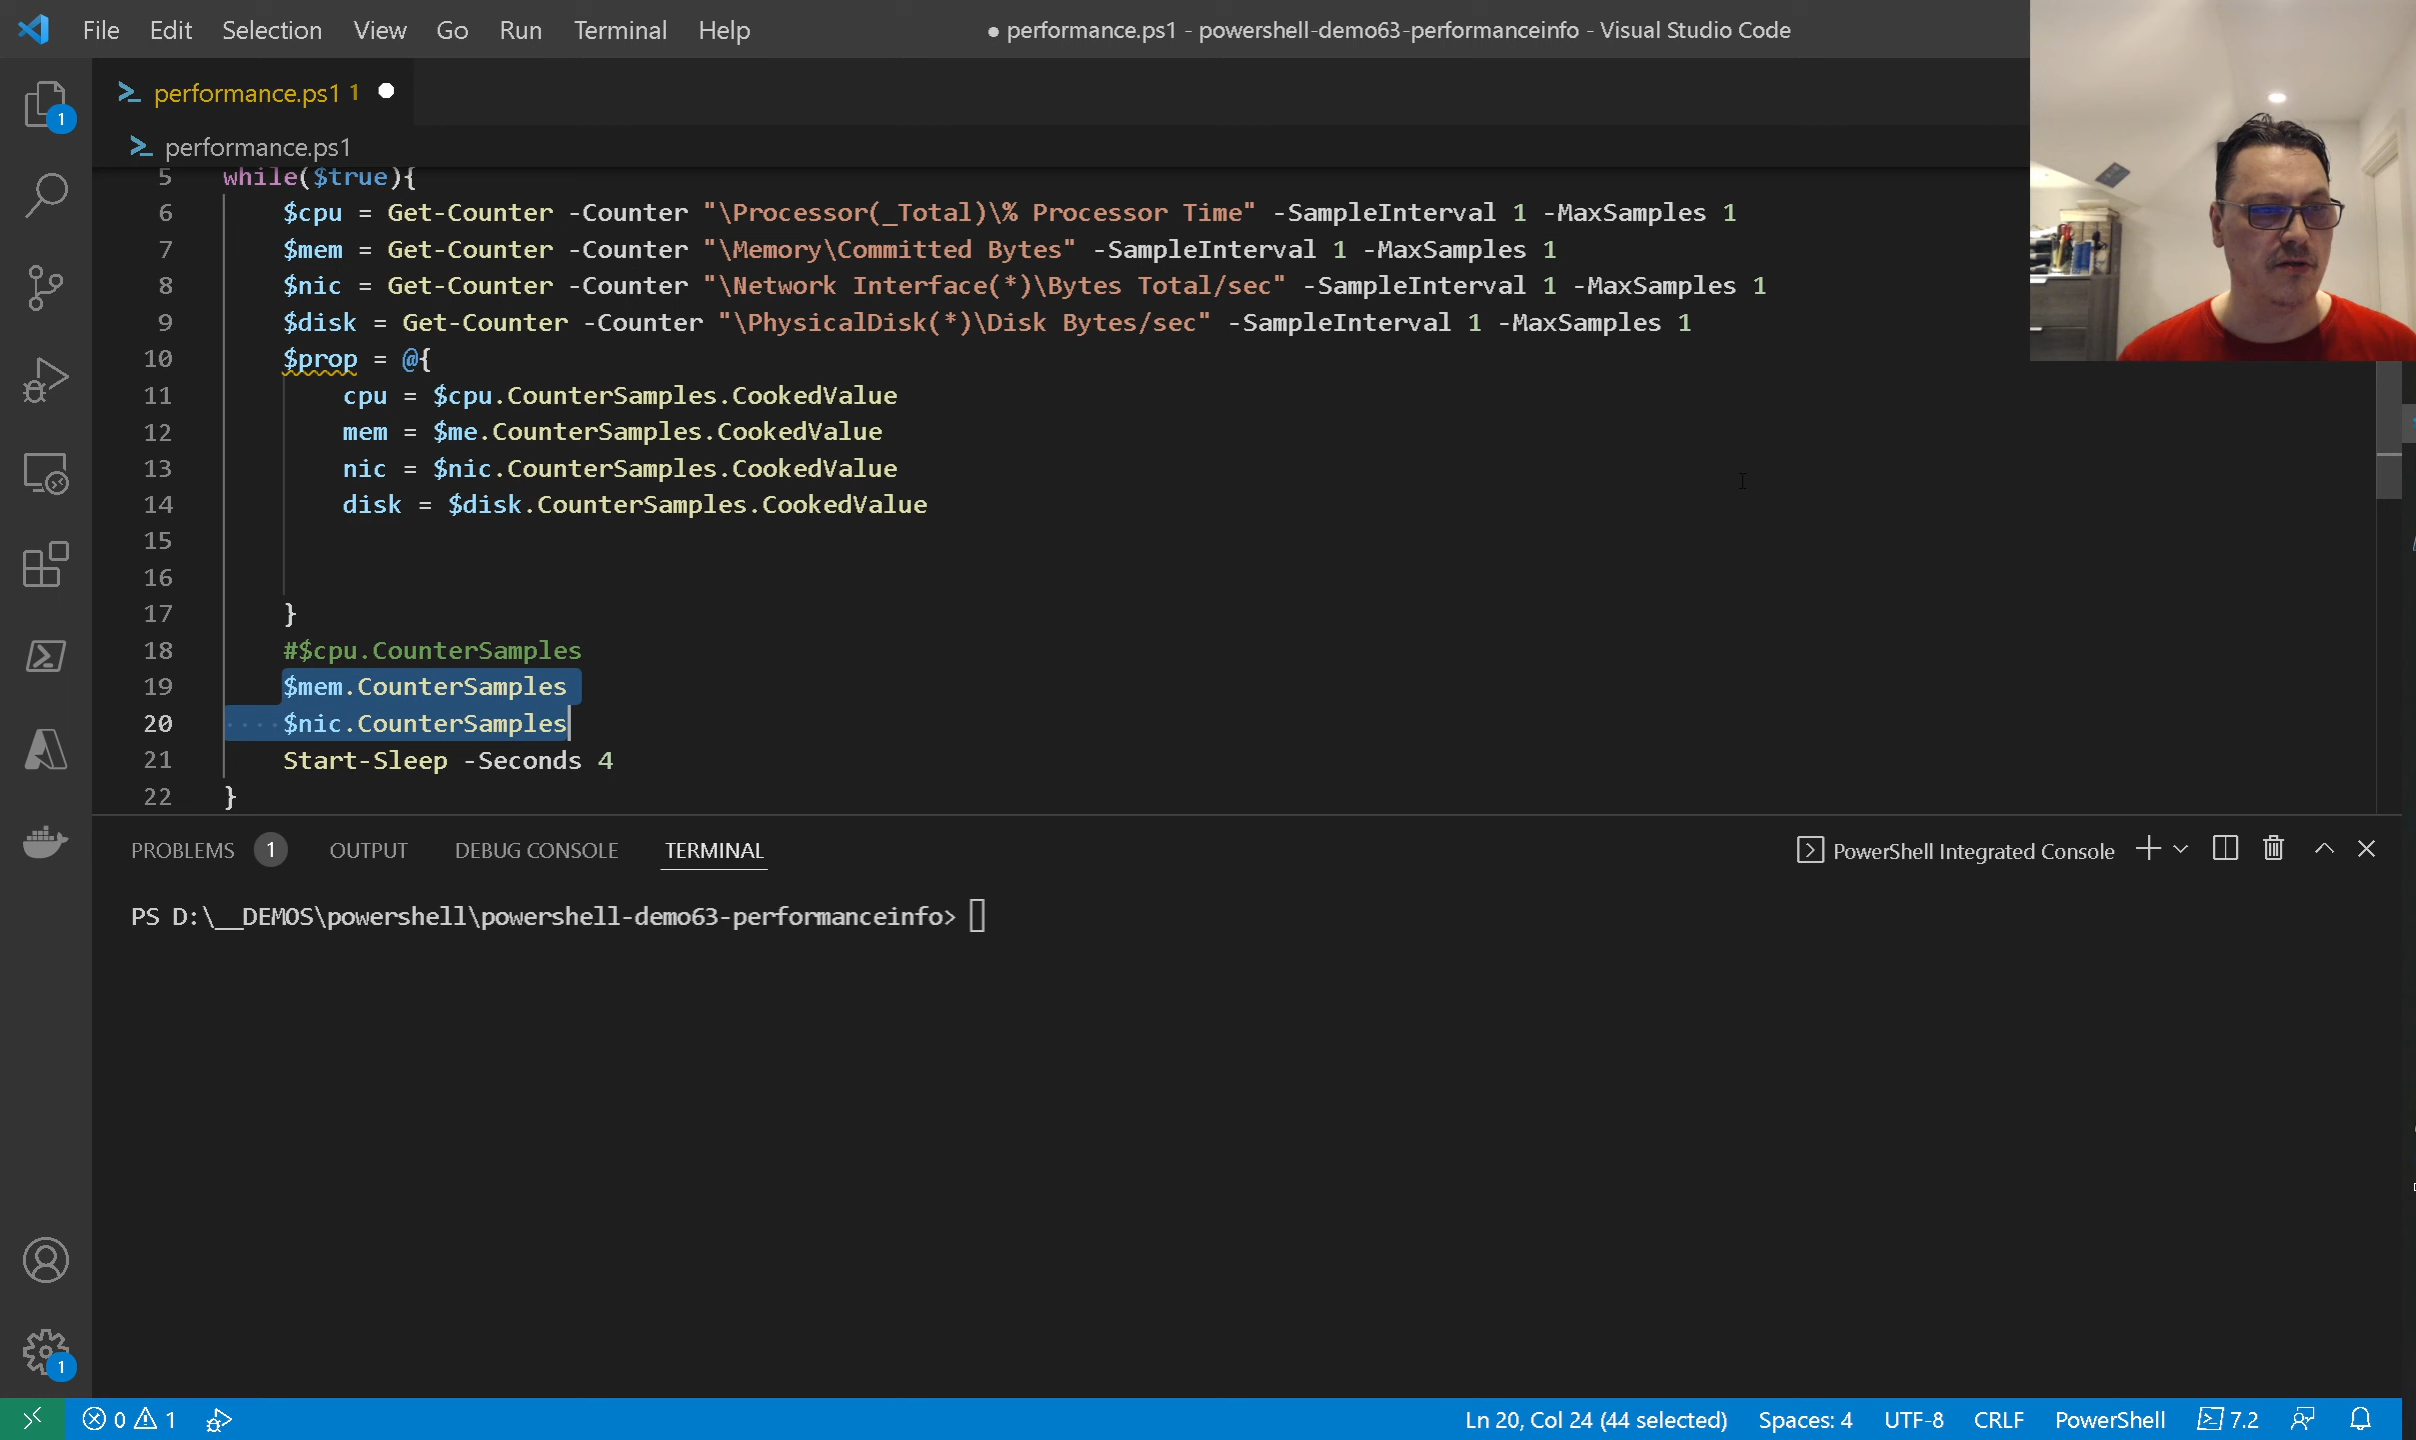 File Edit Selection View Go Run Terminal Help ● performance.ps1 - powershell-demo63-performanceinfo - Visual Studio Code
performance.ps1 1
performance.ps1
5 while($true){
6 $cpu = Get-Counter -Counter "\Processor(_Total)\% Processor Time" -SampleInterval 1 -MaxSamples 1
7 $mem = Get-Counter -Counter "\Memory\Committed Bytes" -SampleInterval 1 -MaxSamples 1
8 $nic = Get-Counter -Counter "\Network Interface(*)\Bytes Total/sec" -SampleInterval 1 -MaxSamples 1
9 $disk = Get-Counter -Counter "\PhysicalDisk(*)\Disk Bytes/sec" -SampleInterval 1 -MaxSamples 1
10 $prop = @{
11 cpu = $cpu.CounterSamples.CookedValue
12 mem = $me.CounterSamples.CookedValue
13 nic = $nic.CounterSamples.CookedValue
14 disk = $disk.CounterSamples.CookedValue
15
16
17 }
18 #$cpu.CounterSamples
19 $mem.CounterSamples
20 $nic.CounterSamples
21 Start-Sleep -Seconds 4
22 }
1
PROBLEMS 1 OUTPUT DEBUG CONSOLE TERMINAL PowerShell Integrated Console
PS D:\__DEMOS\powershell\powershell-demo63-performanceinfo>
1
0 1 Ln 20, Col 24 (44 selected) Spaces: 4 UTF-8 CRLF PowerShell 7.2